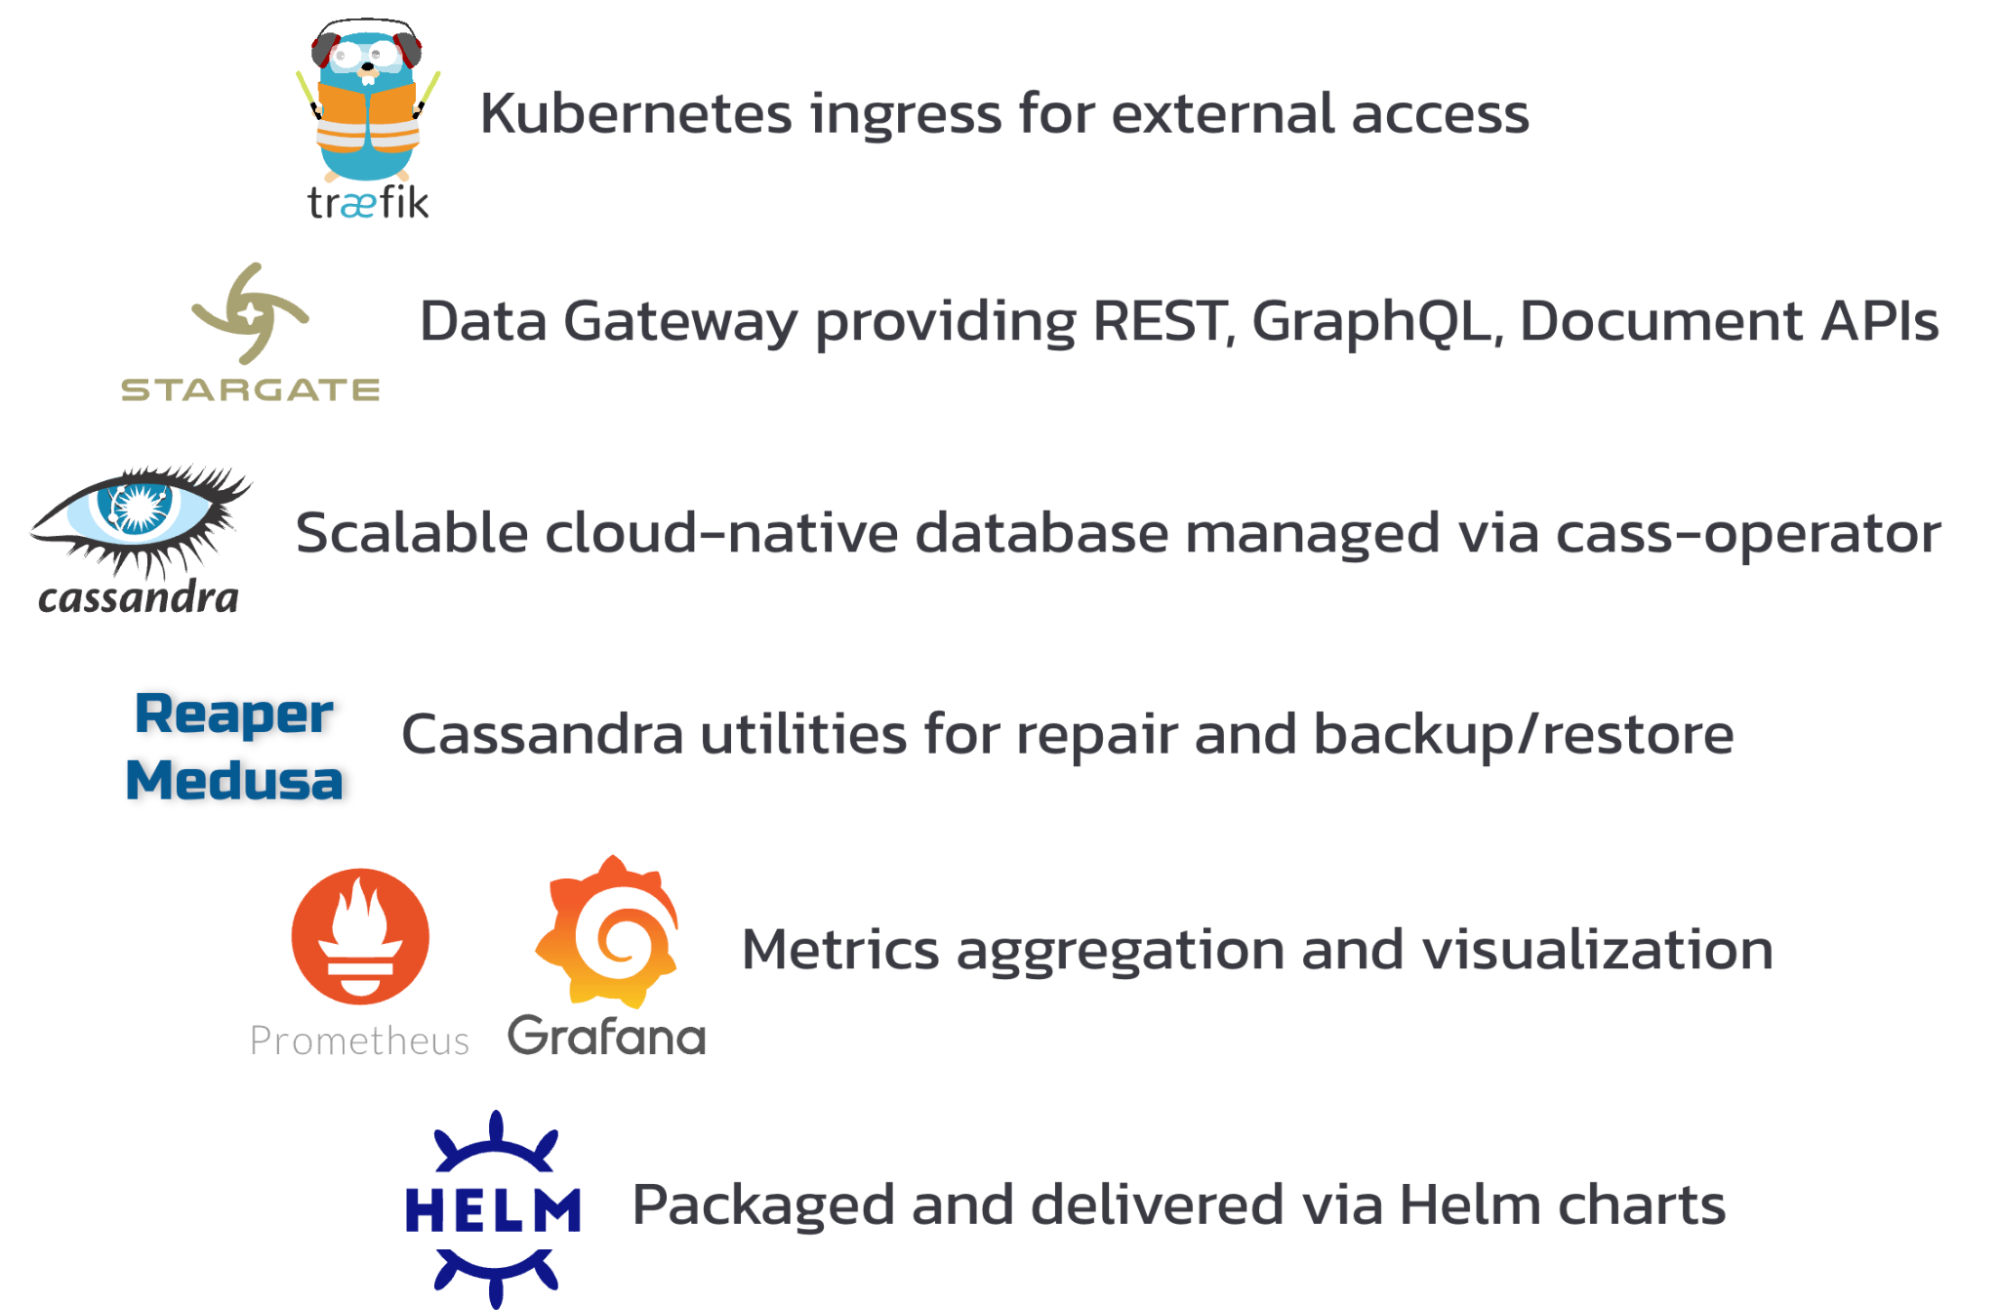 Kubernetes ingress for external access
træfik
Data Gateway providing REST, GraphQL, Document APIs
STARGATE
Scalable cloud-native database managed via cass-operator
cassandra
Reaper
Medusa
Cassandra utilities for repair and backup/restore
Metrics aggregation and visualization
Prometheus
Grafana
HELM
Packaged and delivered via Helm charts